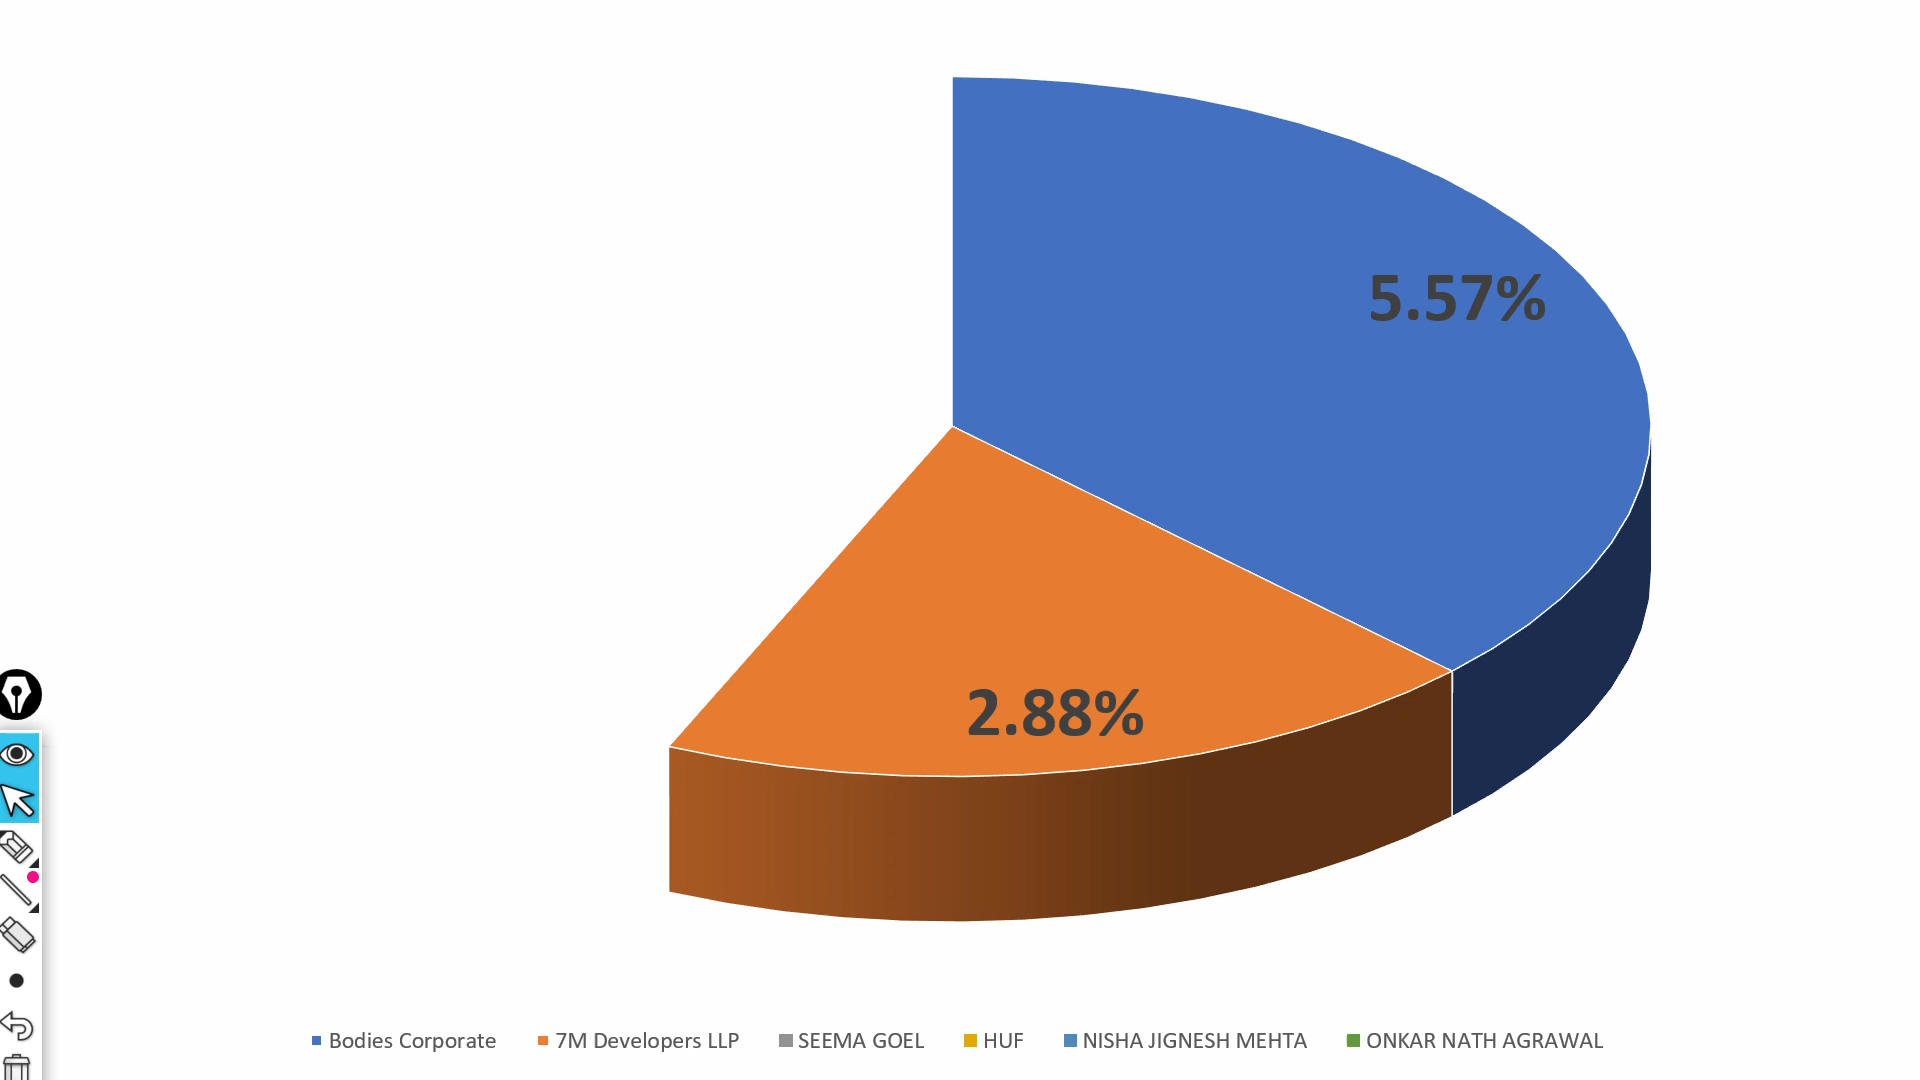 5.57%
2.88%
Bodies Corporate 7M Developers LLP SEEMA GOEL HUF NISHA JIGNESH MEHTA ONKAR NATH AGRAWAL